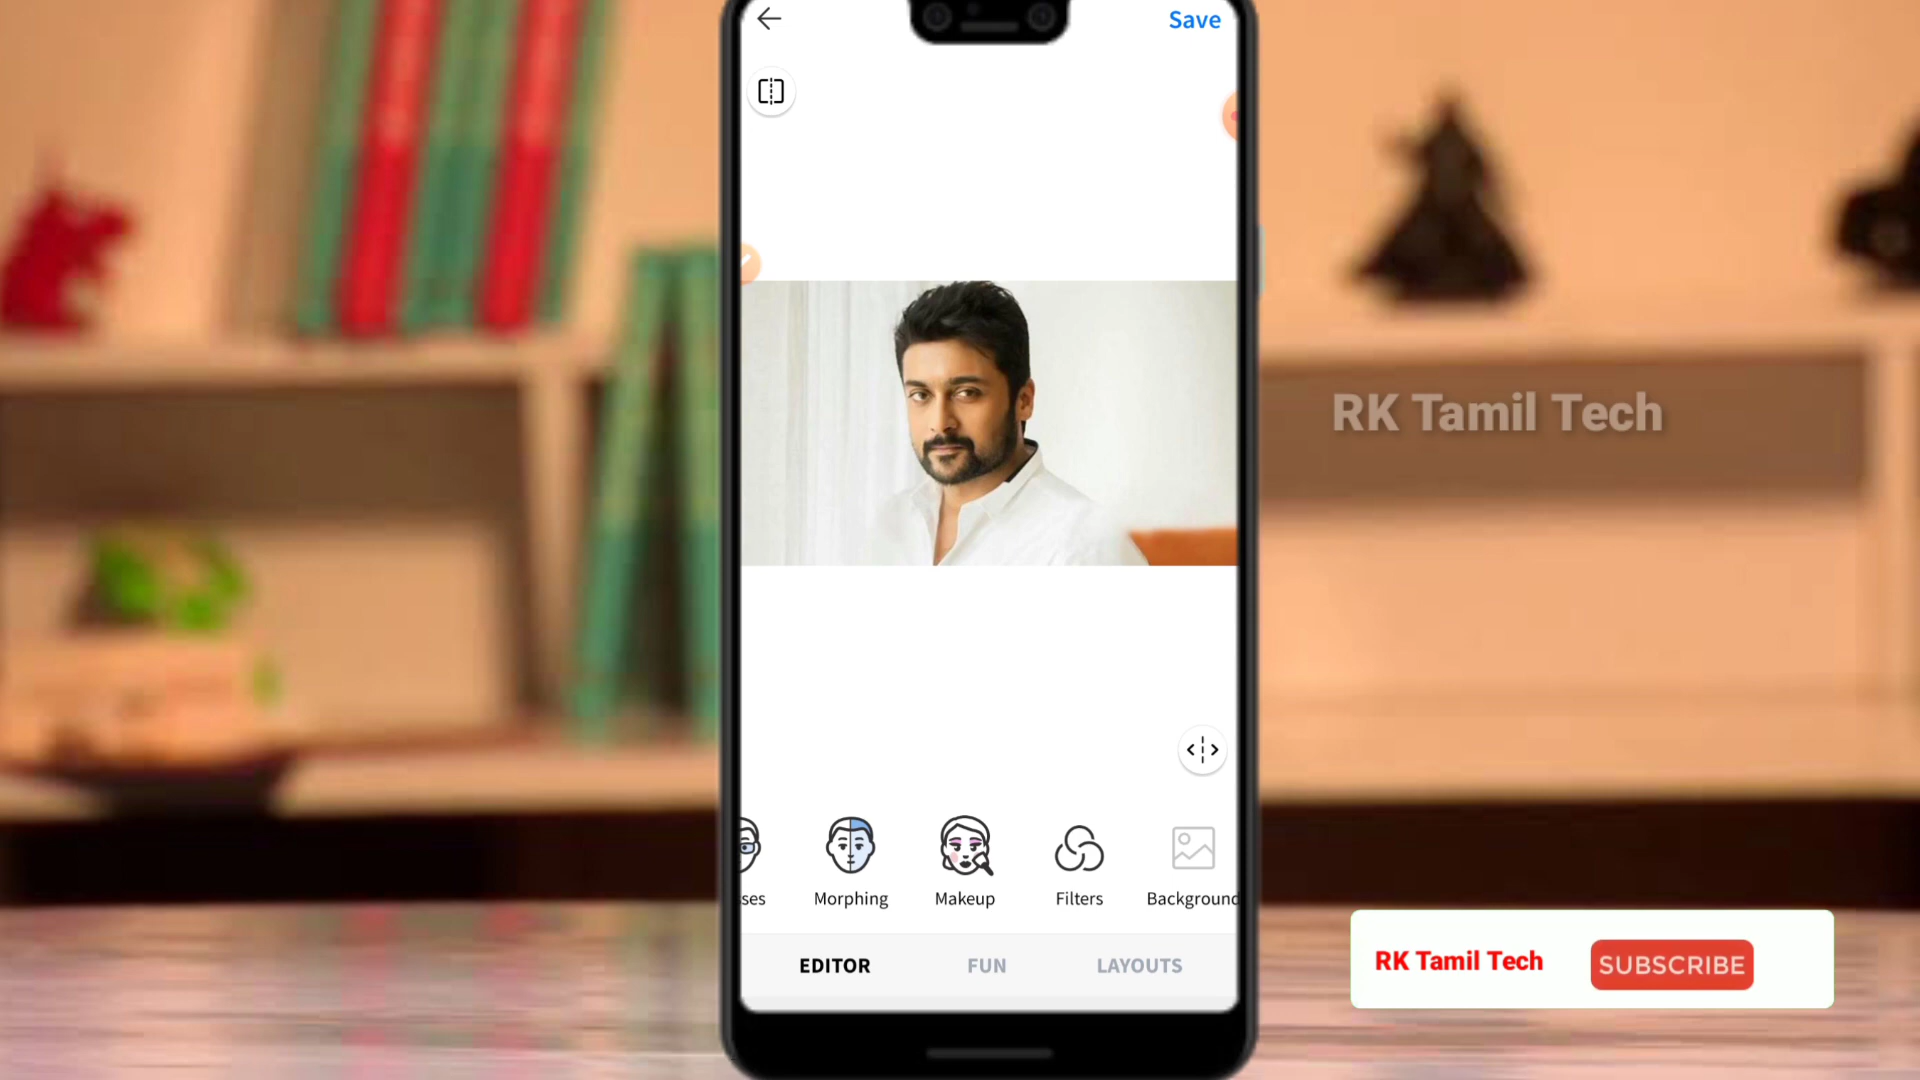 Save
RK Tamil Tech
ses
Morphing
Makeup
Filters
Background
EDITOR
FUN
LAYOUTS
RK Tamil Tech
SUBSCRIBE